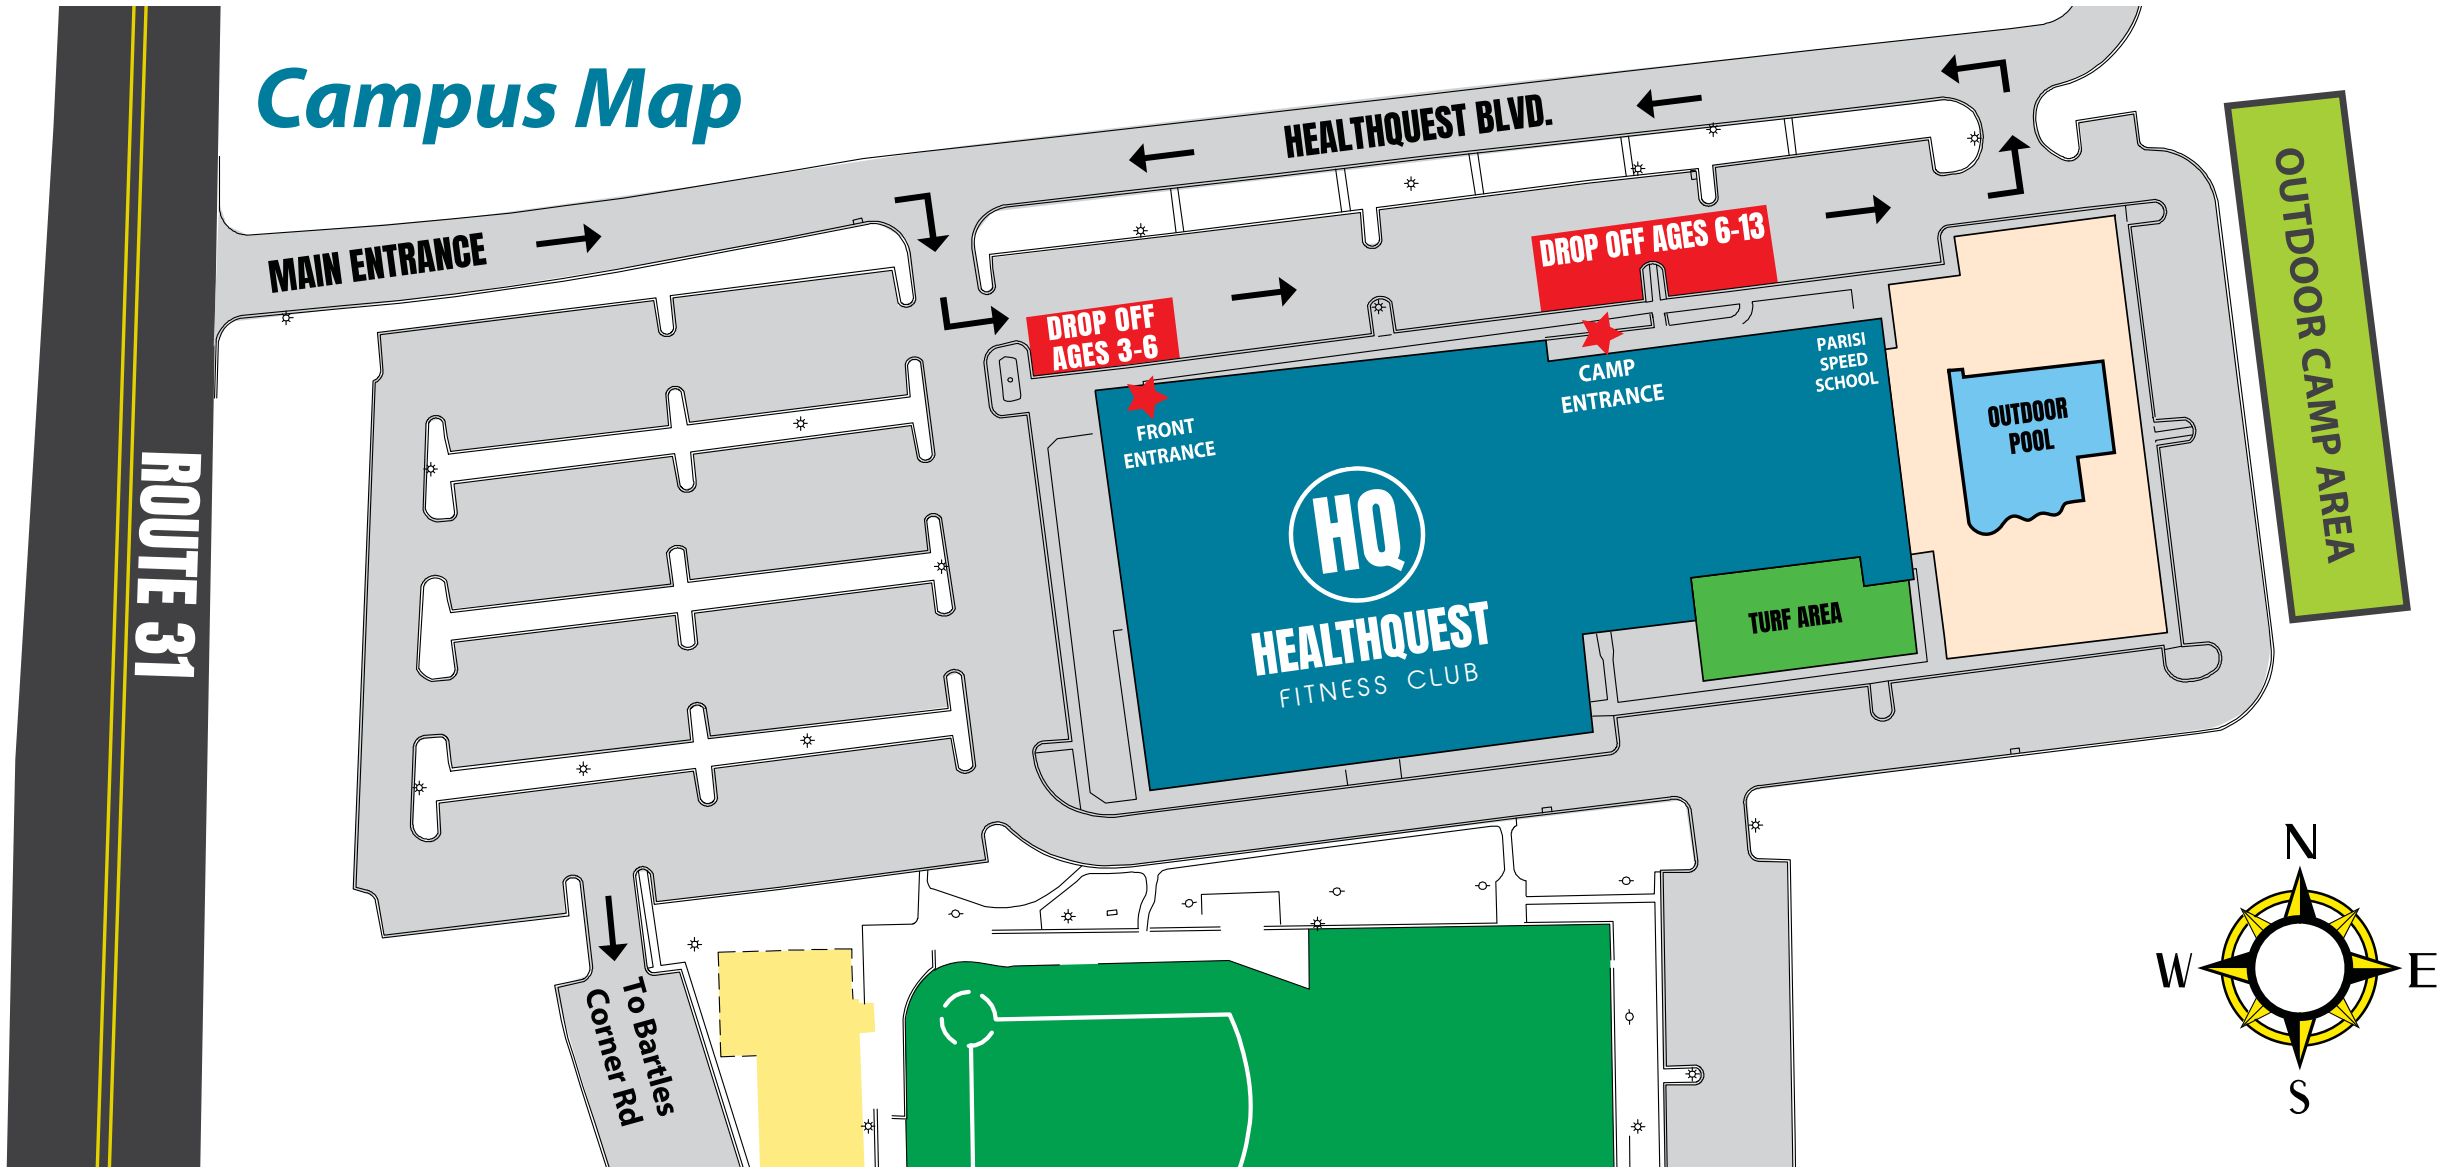 Campus Map
HEALTHQUEST BLVD.
MAIN ENTRANCE
DROP OFF AGES 6-13
DROP OFF
AGES 3-6
OUTDOOR CAMP AREA
PARISI
SPEED
SCHOOL
CAMP
ENTRANCE
FRONT
ENTRANCE
OUTDOOR
POOL
ROUTE 31
HQ
HEALTHQUEST
FITNESS CLUB
TURF AREA
To Bartles
Corner Rd
N
W
E
S